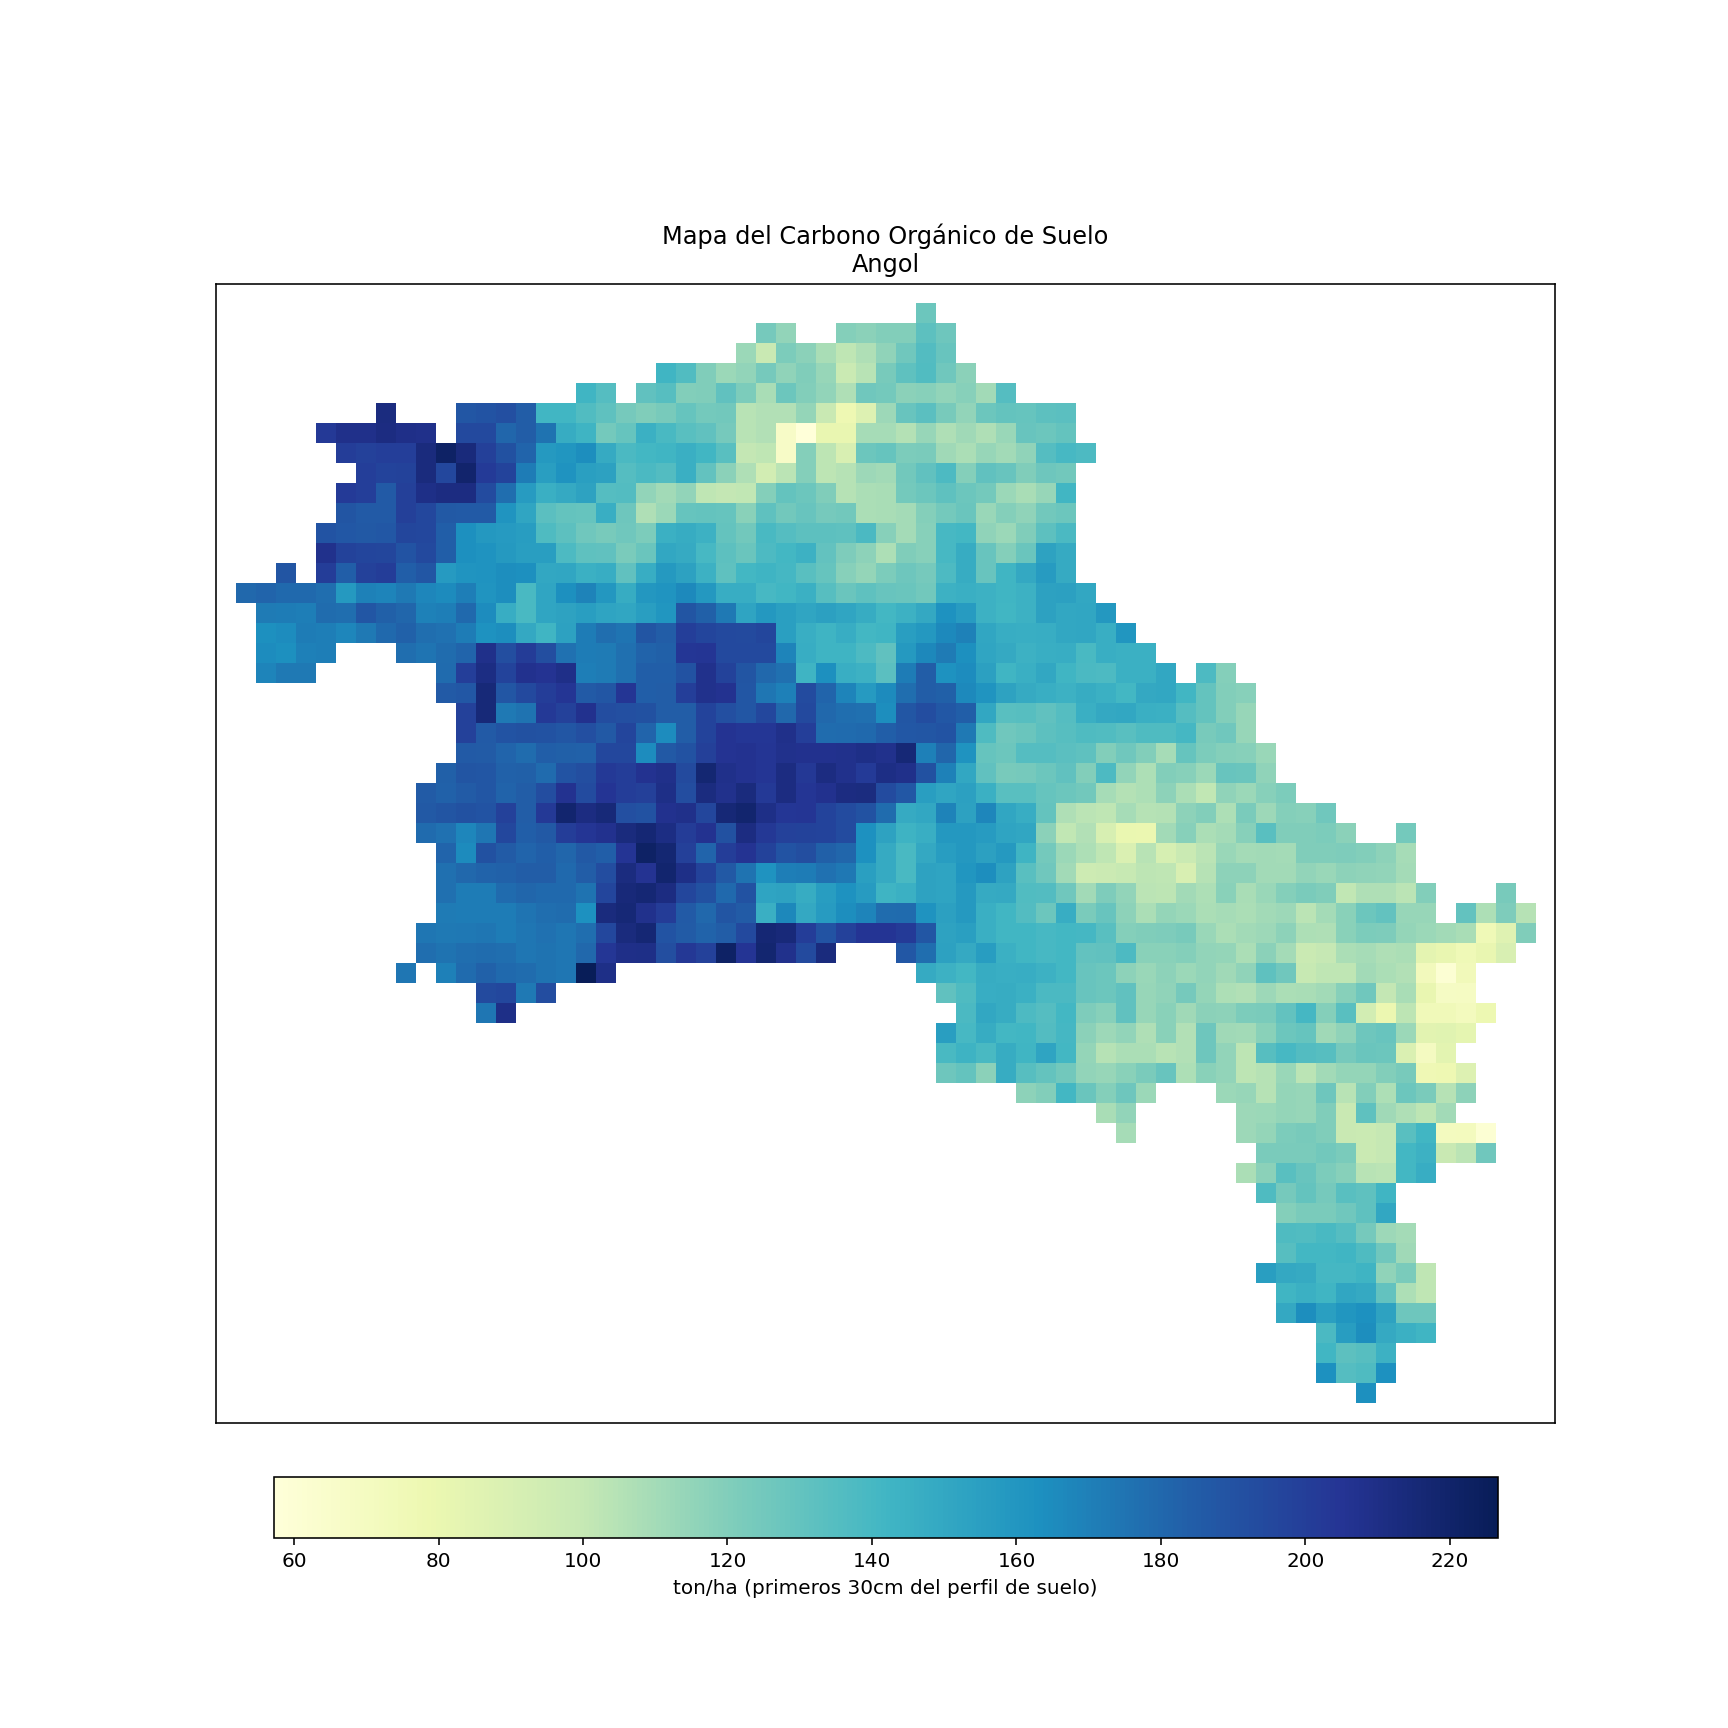 Mapa del Carbono Orgánico de Suelo
Angol
60 80 100 120 140 160 180 200 220
ton/ha (primeros 30cm del perfil de suelo)